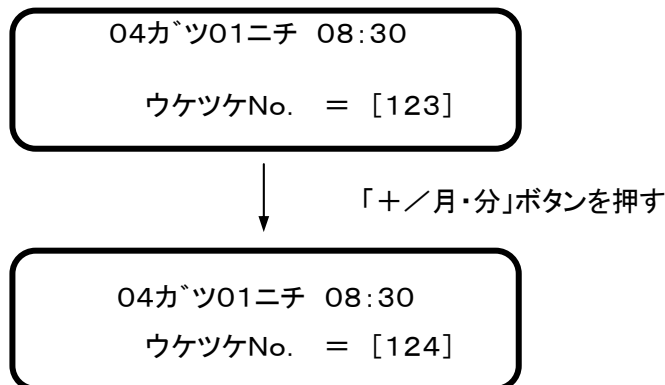 04カ゛ツ01ニチ 08:30
ウケツケNo. = [123]
「+/月・分」ボタンを押す
04カ゛ツ01ニチ 08:30
ウケツケNo. = [124]